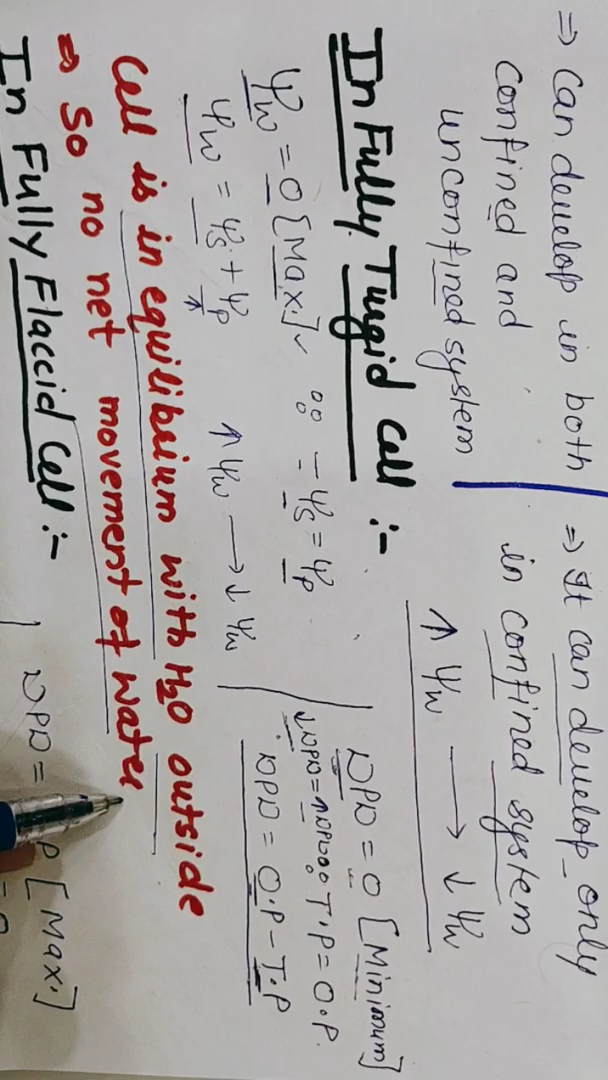 ⇒ Can develop in both
confined and
unconfined system
⇒ It can develop only
in confined system
↑ Ψw → ↓ Ψw
In Fully Turgid Cell :-
Ψw = 0 [Max.] ✓ ∴ -Ψs = Ψp
Ψw = Ψs + Ψp ↑ Ψw → ↓ Ψw
DPD = 0 [Minimum]
T.P = O.P.
DPD = O.P - T.P
Cell is in equilibrium with H2O outside
⇒ So no net movement of water
In Fully Flaccid Cell :-
DPD = P [Max.]